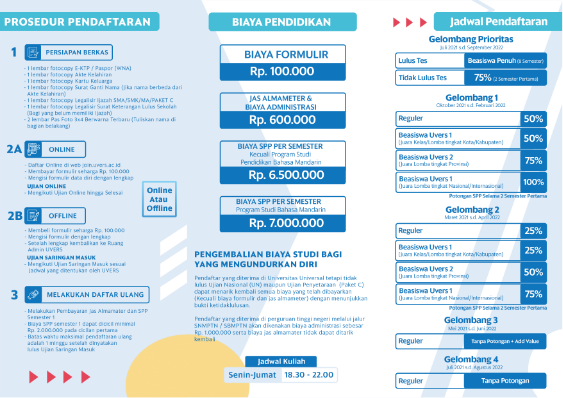 PROSEDUR PENDAFTARAN
1
PERSIAPAN BERKAS
- 1 lembar fotocopy E-KTP / Paspor (WNA)
- 1 lembar fotocopy Akte Kelahiran
- 1 lembar fotocopy Kartu Keluarga
- 1 lembar fotocopy Surat Ganti Nama (Jika nama berbeda dari
Akte Kelahiran)
- 1 lembar fotocopy Legalisir Ijazah SMA/SMK/MA/PAKET C
- 1 lembar fotocopy Legalisir Surat Keterangan Lulus Sekolah
(Bagi yang belum memiliki Ijazah)
- 2 lembar Pas Foto 3x4 Berwarna Terbaru (Tuliskan nama di
bagian belakang)
2A
ONLINE
- Daftar Online di web join.uvers.ac.id
- Membayar formulir seharga Rp. 100.000
- Mengisi formulir data diri dengan lengkap
UJIAN ONLINE
- Mengikuti Ujian Online hingga Selesai
Online
Atau
Offline
2B
OFFLINE
- Membeli formulir seharga Rp. 100.000
- Mengisi formulir dengan lengkap
- Setelah lengkap kembalikan ke Ruang
Admin UVERS
UJIAN SARINGAN MASUK
- Mengikuti Ujian Saringan Masuk sesuai
Jadwal yang ditentukan oleh UVERS
3
MELAKUKAN DAFTAR ULANG
- Melakukan Pembayaran Jas Almamater dan SPP
Semester 1
- Biaya SPP semester 1 dapat dicicil minimal
Rp. 2.000.000 pada cicilan pertama
- Batas waktu maksimal pendaftaran ulang
adalah 1 minggu setelah dinyatakan
lulus Ujian Saringan Masuk
BIAYA PENDIDIKAN
BIAYA FORMULIR
Rp. 100.000
JAS ALMAMETER &
BIAYA ADMINISTRASI
Rp. 600.000
BIAYA SPP PER SEMESTER
Kecuali Program Studi
Pendidikan Bahasa Mandarin
Rp. 6.500.000
BIAYA SPP PER SEMESTER
Program Studi Bahasa Mandarin
Rp. 7.000.000
PENGEMBALIAN BIAYA STUDI BAGI
YANG MENGUNDURKAN DIRI
Pendaftar yang diterima di Universitas Universal tetapi tidak
lulus Ujian Nasional (UN) maupun Ujian Penyetaraan (Paket C)
dapat menarik kembali semua biaya yang telah dibayarkan
(Kecuali biaya formulir dan jas almamater) dengan menunjukkan
bukti ketidaklulusan.
Pendaftar yang diterima di perguruan tinggi negeri melalui jalur
SNMPTN / SBMPTN akan dikenakan biaya administrasi sebesar
Rp. 1.000.000 serta biaya jas almamater tidak dapat ditarik
kembali
Jadwal Kuliah
Senin-Jumat 18.30 - 22.00
Jadwal Pendaftaran
Gelombang Prioritas
Juli 2021 s.d. September 2022
Lulus Tes
Beasiswa Penuh (8 Semester)
Tidak Lulus Tes
75% (2 Semester Pertama)
Gelombang 1
Oktober 2021 s.d. Februari 2022
Reguler 50%
Beasiswa Uvers 1
(Juara Kelas/Lomba tingkat Kota/Kabupaten)
50%
Beasiswa Uvers 2
(Juara Lomba tingkat Provinsi)
75%
Beasiswa Uvers 1
(Juara Lomba tingkat Nasional/Internasional)
100%
Potongan SPP Selama 2 Semester Pertama
Gelombang 2
Maret 2021 s.d. April 2022
Reguler 25%
Beasiswa Uvers 1
(Juara Kelas/Lomba tingkat Kota/Kabupaten)
25%
Beasiswa Uvers 2
(Juara Lomba tingkat Provinsi)
50%
Beasiswa Uvers 1
(Juara Lomba tingkat Nasional/Internasional)
75%
Potongan SPP Selama 2 Semester Pertama
Gelombang 3
Mei 2021 s.d. Juni 2022
Reguler Tanpa Potongan + Add Value
Gelombang 4
Juli 2021 s.d. Agustus 2022
Reguler Tanpa Potongan